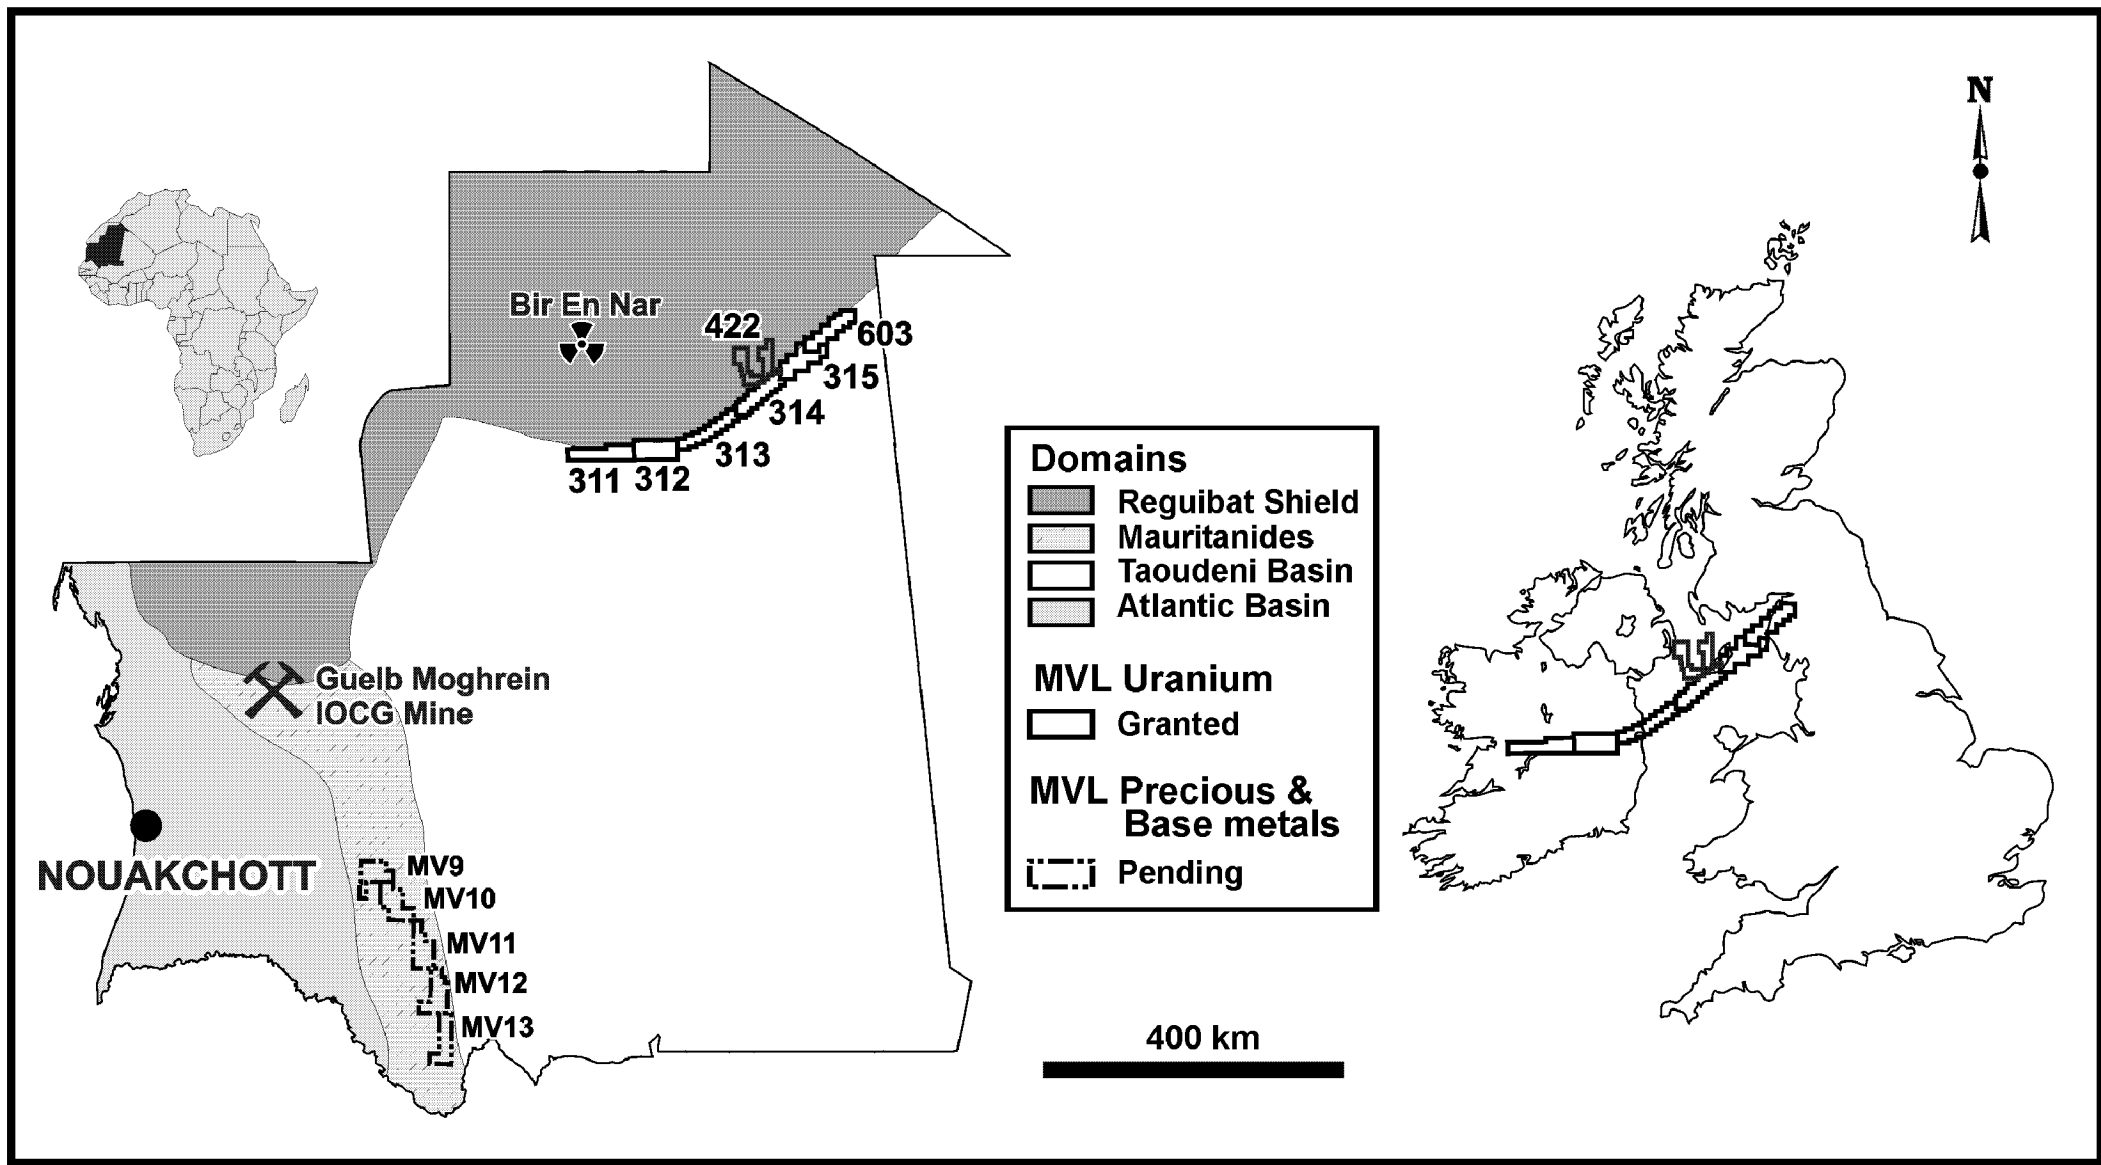 N
Bir En Nar
422
603
315
314
313
311
312
Guelb Moghrein
IOCG Mine
NOUAKCHOTT
MV9
MV10
MV11
MV12
MV13
Domains
Reguibat Shield
Mauritanides
Taoudeni Basin
Atlantic Basin
MVL Uranium
Granted
MVL Precious &
Base metals
Pending
400 km